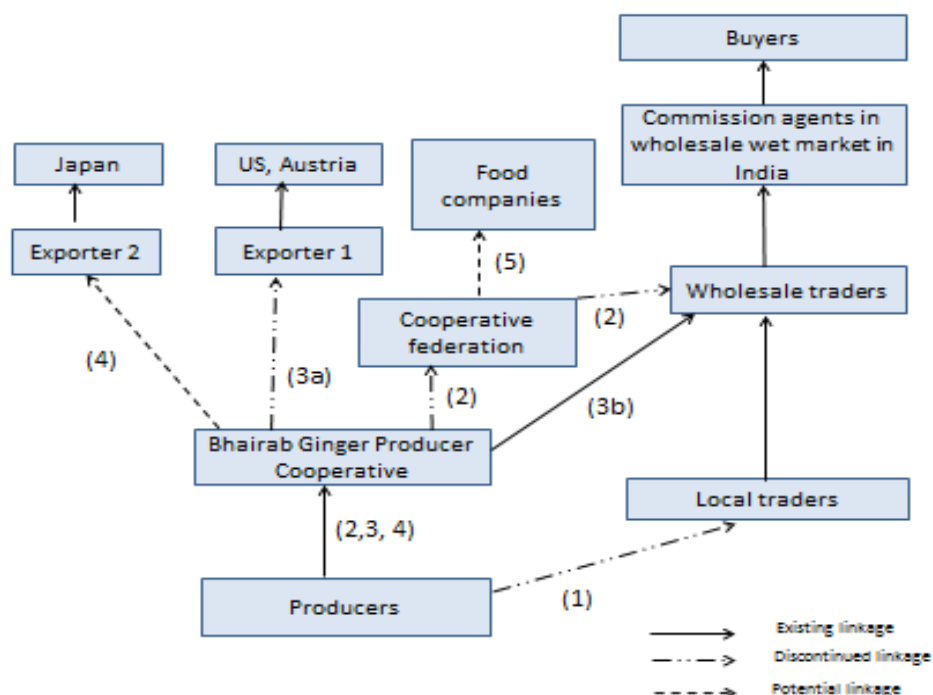 Buyers
Commission agents in
wholesale wet market in
India
Japan
US, Austria
Food
companies
Exporter 2
Exporter 1
(5)
Wholesale traders
Cooperative
federation
(2)
(4)
(3a)
(2)
(3b)
Bhairab Ginger Producer
Cooperative
Local traders
(2,3, 4)
Producers
(1)
Existing linkage
Discontinued linkage
Potential linkage